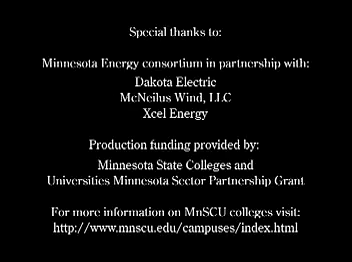 Special thanks to:
Minnesota Energy consortium in partnership with:
Dakota Electric
McNeilus Wind, LLC
Xcel Energy
Production funding provided by:
Minnesota State Colleges and
Universities Minnesota Sector Partnership Grant
For more information on MnSCU colleges visit:
http://www.mnscu.edu/campuses/index.html